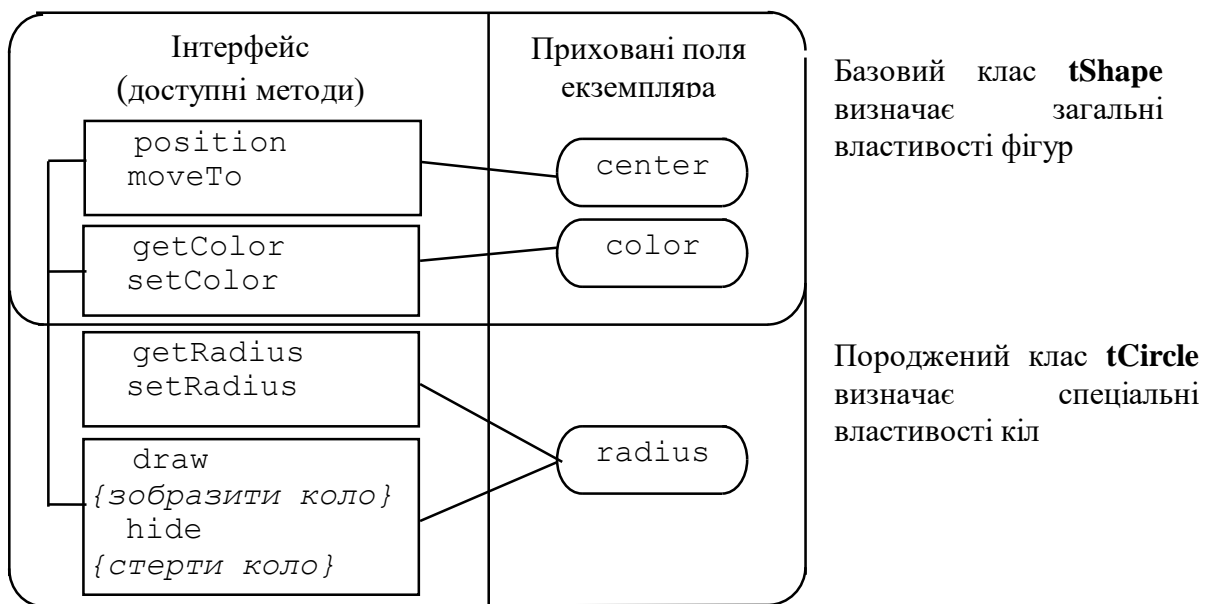 Інтерфейс
(доступні методи)
Приховані поля
екземпляра
position
moveTo
center
getColor
setColor
color
Базовий клас tShape
визначає загальні
властивості фігур
getRadius
setRadius
draw
{зобразити коло}
hide
{стерти коло}
radius
Породжений клас tCircle
визначає спеціальні
властивості кіл